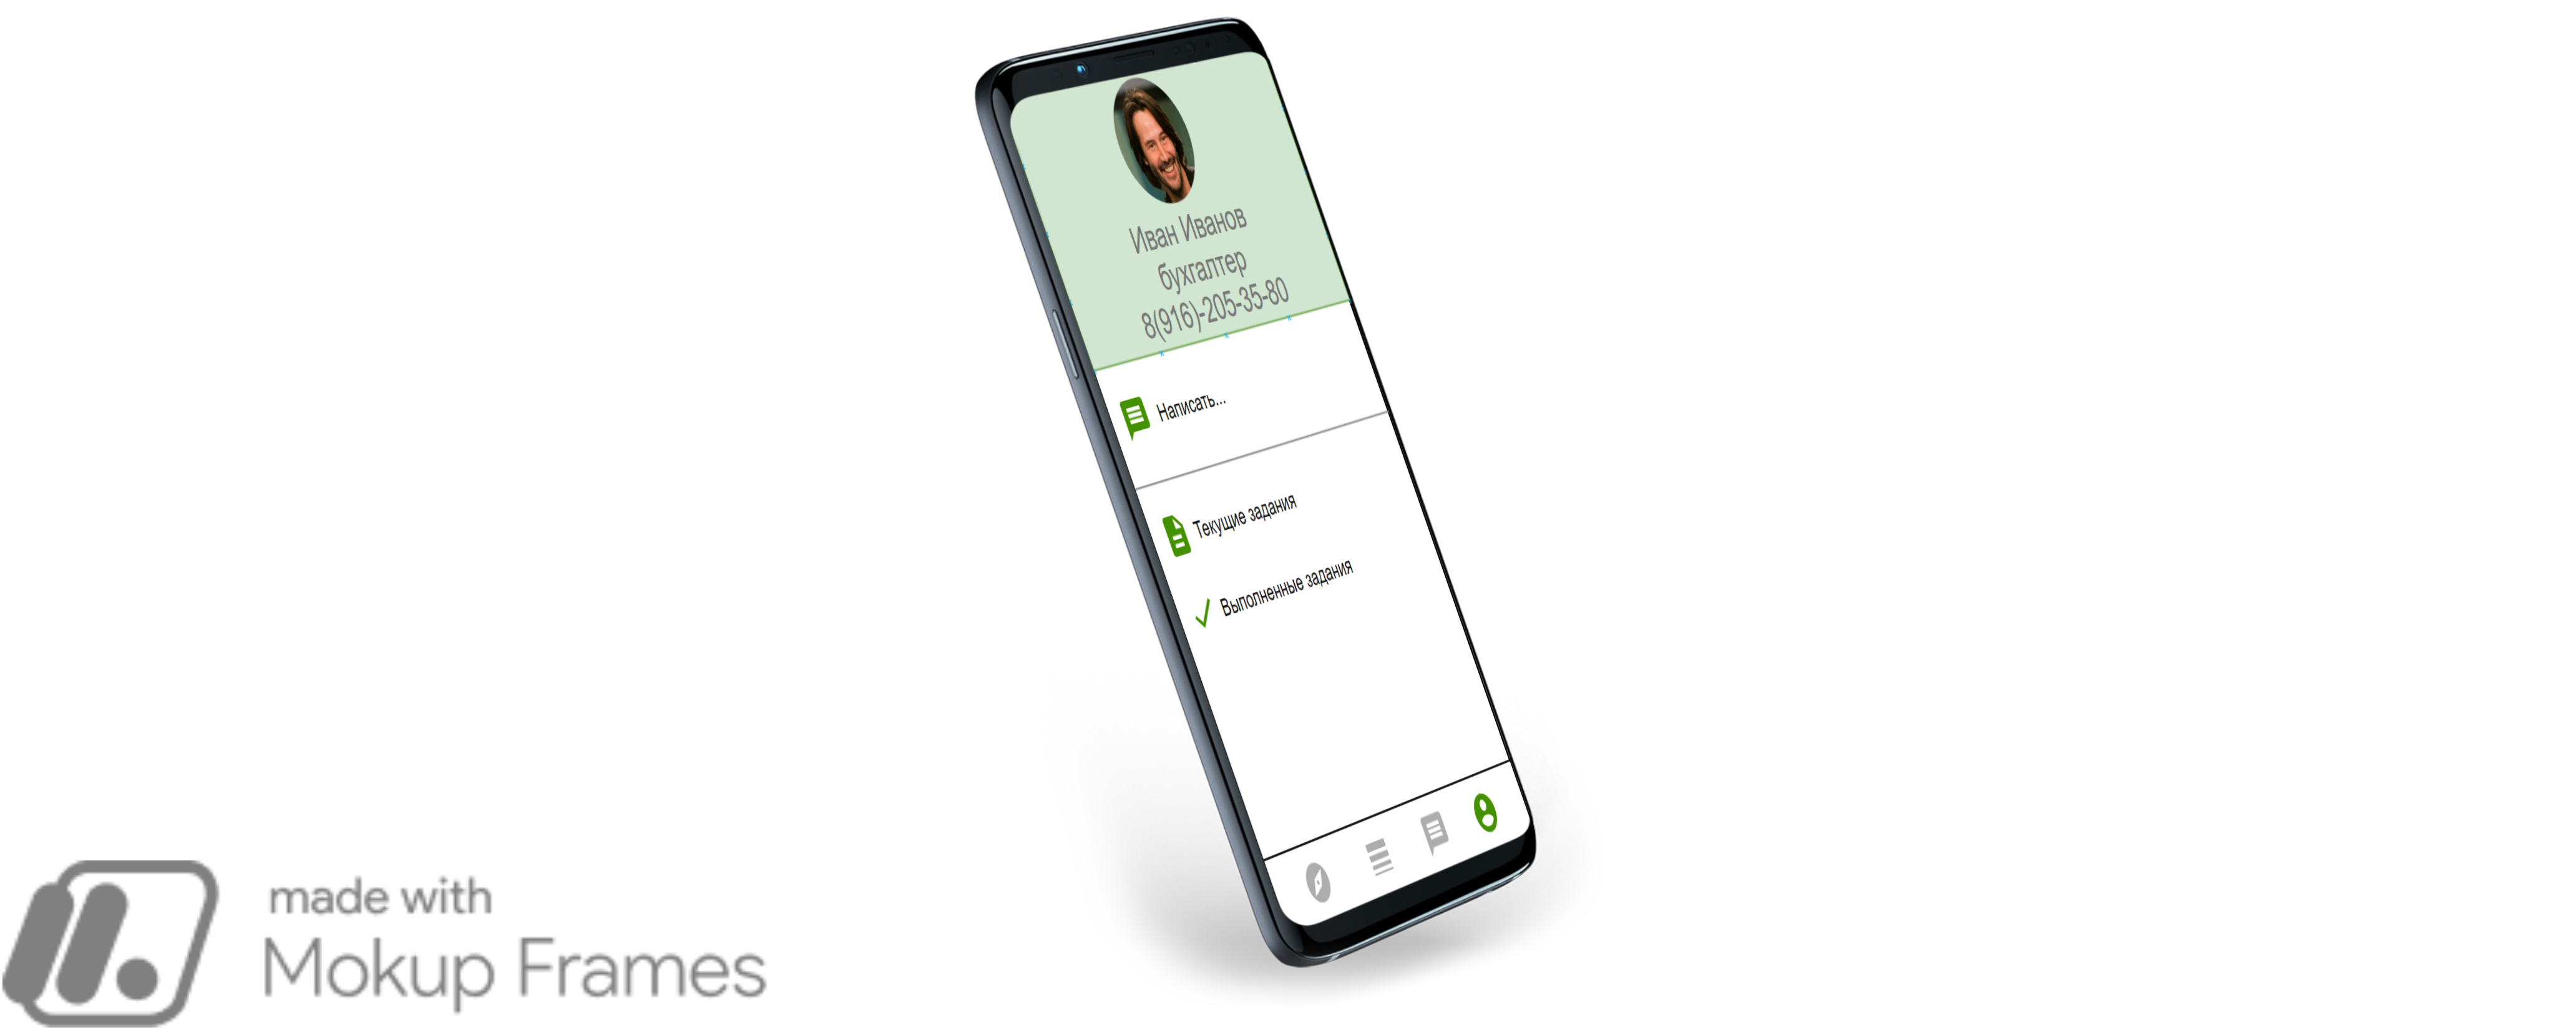 Иван Иванов
бухгалтер
8(916)-205-35-80
Написать...
Текущие задания
Выполненные задания
made with
Mokup Frames